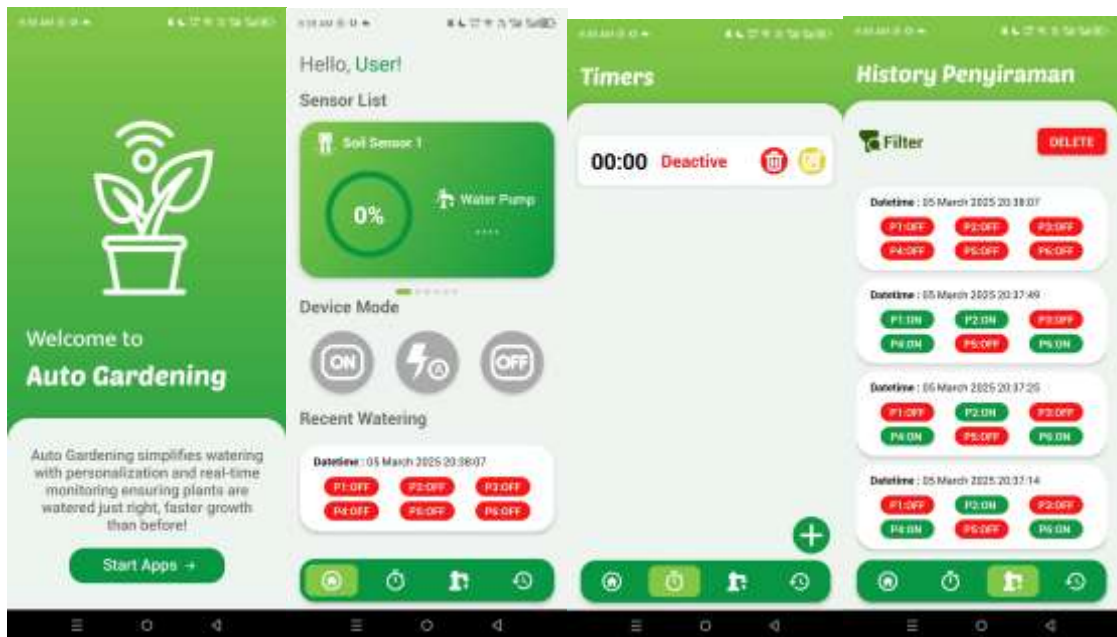 Welcome to
Auto Gardening
Auto Gardening simplifies watering
with personalization and real-time
monitoring ensuring plants are
watered just right, faster growth
than before!
Start Apps →
Hello, User!
Sensor List
Soil Sensor 1
0%
Water Pump
....
Device Mode
ON
A
OFF
Recent Watering
Datetime : 05 March 2025 20:38:07
P1:OFF P2:OFF P3:OFF
P4:OFF P5:OFF P6:OFF
Timers
00:00 Deactive
History Penyiraman
Filter
DELETE
Datetime : 05 March 2025 20:38:07
P1:OFF P2:OFF P3:OFF
P4:OFF P5:OFF P6:OFF
Datetime : 05 March 2025 20:37:49
P1:ON P2:ON P3:OFF
P4:ON P5:OFF P6:ON
Datetime : 05 March 2025 20:37:25
P1:OFF P2:ON P3:OFF
P4:ON P5:OFF P6:ON
Datetime : 05 March 2025 20:37:14
P1:OFF P2:ON P3:OFF
P4:ON P5:OFF P6:ON